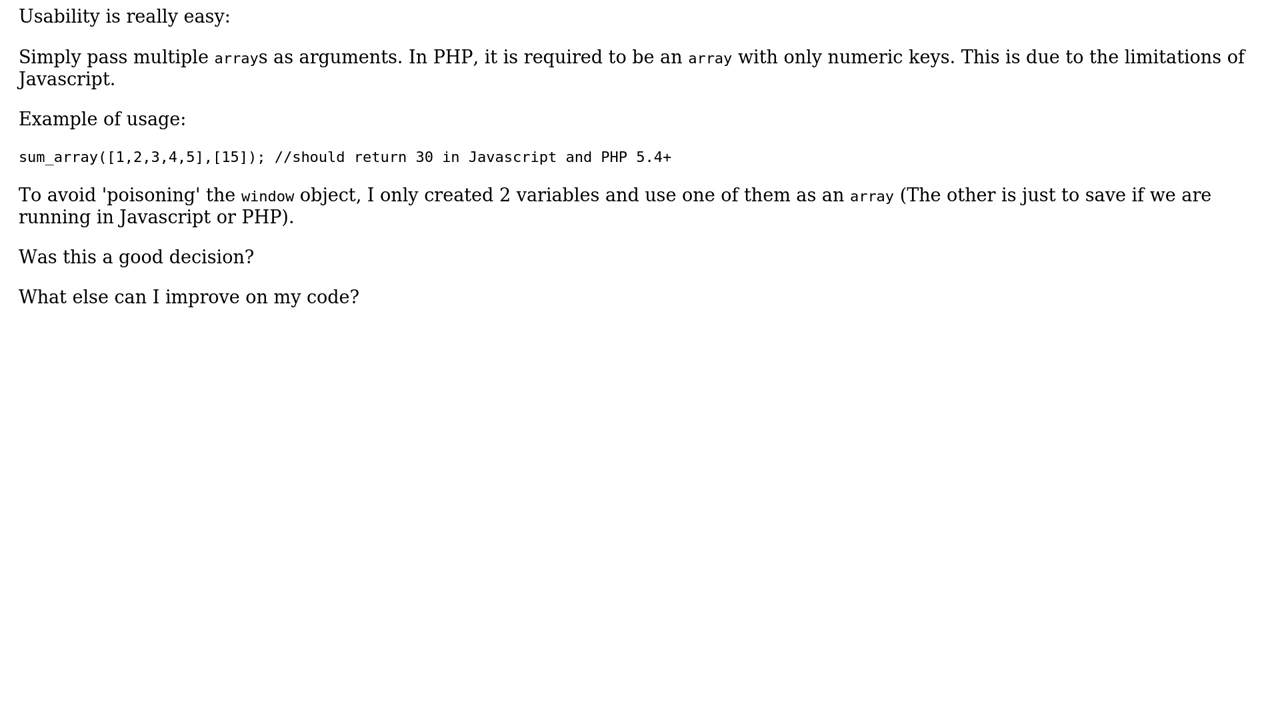 Usability is really easy:
Simply pass multiple arrays as arguments. In PHP, it is required to be an array with only numeric keys. This is due to the limitations of
Javascript.
Example of usage:
sum_array([1,2,3,4,5],[15]); //should return 30 in Javascript and PHP 5.4+
To avoid 'poisoning' the window object, I only created 2 variables and use one of them as an array (The other is just to save if we are
running in Javascript or PHP).
Was this a good decision?
What else can I improve on my code?